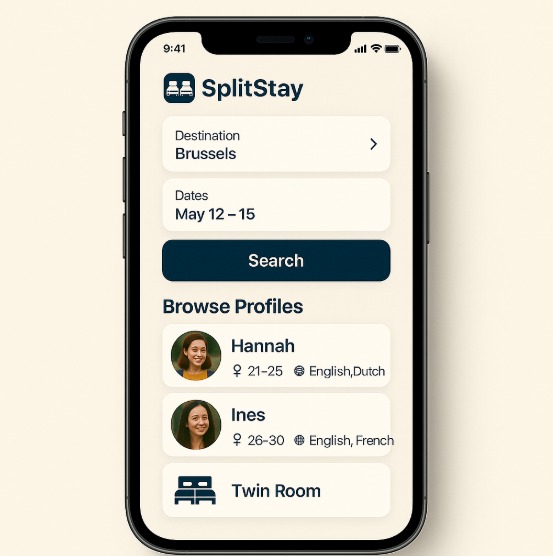 9:41
SplitStay
Destination
Brussels
Dates
May 12 – 15
Search
Browse Profiles
Hannah
♀ 21-25 English,Dutch
Ines
♀ 26-30 English, French
Twin Room